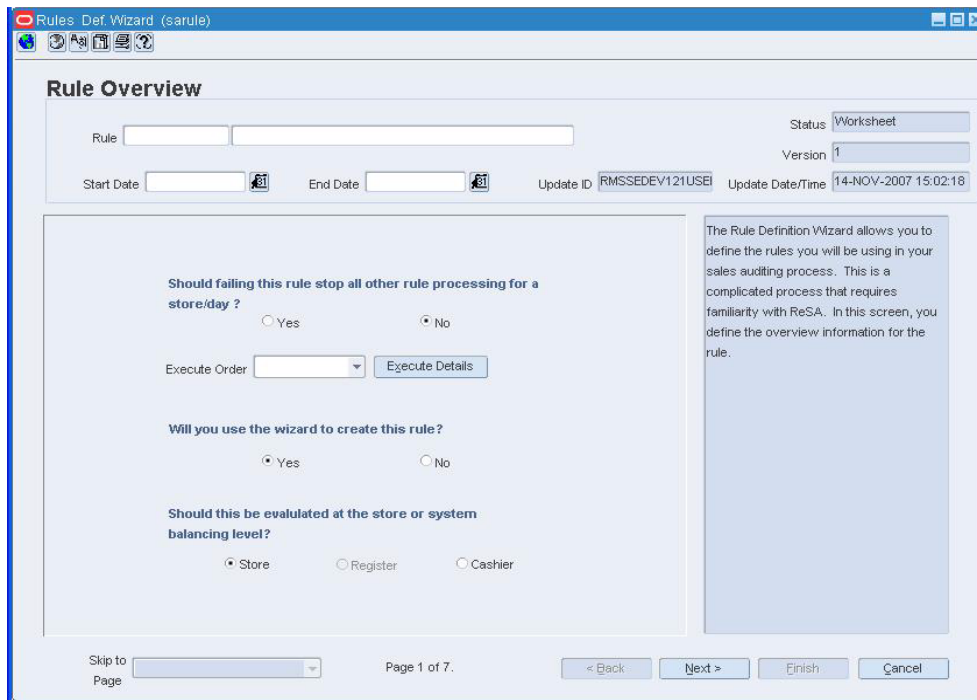 Rules Def. Wizard (sarule)
Rule Overview
Rule
Status Worksheet
Version 1
Start Date
End Date
Update ID RMSSEDEV121USE
Update Date/Time 14-NOV-2007 15:02:18
Should failing this rule stop all other rule processing for a
store/day ?
Yes No
Execute Order Execute Details
Will you use the wizard to create this rule?
Yes No
Should this be evalulated at the store or system
balancing level?
Store Register Cashier
The Rule Definition Wizard allows you to
define the rules you will be using in your
sales auditing process. This is a
complicated process that requires
familiarity with ReSA. In this screen, you
define the overview information for the
rule.
Skip to
Page
Page 1 of 7.
< Back Next > Finish Cancel